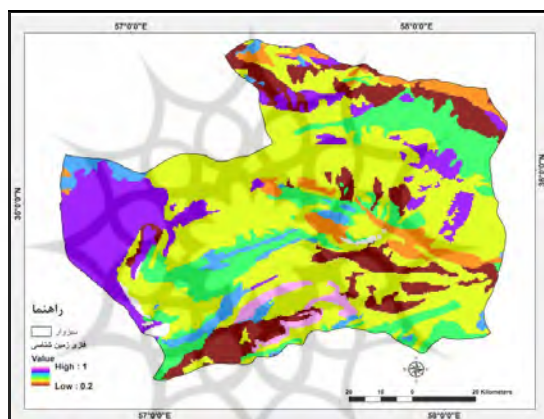 57°0'0"E
58°0'0"E
36°0'0"N
36°0'0"N
راهنما
سبزوار
فازی زمین شناسی
Value
High : 1
Low : 0.2
20 10 0 20 Kilometers
57°0'0"E
58°0'0"E